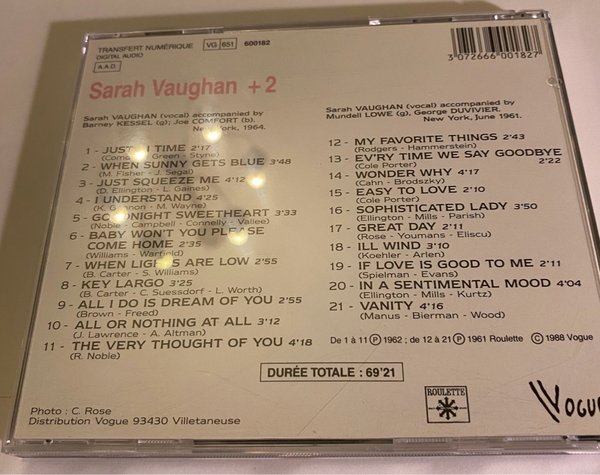 TRANSFERT NUMÉRIQUE
DIGITAL AUDIO
VG 651 600182
A.A.D.
3 072666 001827
Sarah Vaughan + 2
Sarah VAUGHAN (vocal) accompanied by
Barney KESSEL (g); Joe COMFORT (b).
New York, 1964.
1 - JUST TIME 2'17
(Green - Styne)
2 - WHEN SUNNY GETS BLUE 3'48
(M. Fisher - J. Segal)
3 - JUST SQUEEZE ME 4'12
(D. Ellington - L. Gaines)
4 - I UNDERSTAND 4'25
(K. Gannon - M. Wayne)
5 - GOODNIGHT SWEETHEART 3'33
(Noble - Campbell - Connelly - Vallee)
6 - BABY WON'T YOU PLEASE
COME HOME 2'35
(Williams - Warfield)
7 - WHEN LIGHTS ARE LOW 2'55
(B. Carter - S. Williams)
8 - KEY LARGO 3'25
(B. Carter - C. Suessdorf - L. Worth)
9 - ALL I DO IS DREAM OF YOU 2'55
(Brown - Freed)
10 - ALL OR NOTHING AT ALL 3'12
(J. Lawrence - A. Altman)
11 - THE VERY THOUGHT OF YOU 4'18
(R. Noble)
Sarah VAUGHAN (vocal) accompanied by
Mundell LOWE (g), George DUVIVIER.
New York, June 1961.
12 - MY FAVORITE THINGS 2'43
(Rodgers - Hammerstein)
13 - EV'RY TIME WE SAY GOODBYE
(Cole Porter) 2'22
14 - WONDER WHY 4'17
(Cahn - Brodszky)
15 - EASY TO LOVE 2'10
(Cole Porter)
16 - SOPHISTICATED LADY 3'50
(Ellington - Mills - Parish)
17 - GREAT DAY 2'11
(Rose - Youmans - Eliscu)
18 - ILL WIND 3'10
(Koehler - Arlen)
19 - IF LOVE IS GOOD TO ME 2'11
(Spielman - Evans)
20 - IN A SENTIMENTAL MOOD 4'04
(Ellington - Mills - Kurtz)
21 - VANITY 4'16
(Manus - Bierman - Wood)
De 1 à 11 Ⓟ 1962 ; de 12 à 21 Ⓟ 1961 Roulette © 1988 Vogue
DURÉE TOTALE : 69'21
Photo : C. Rose
Distribution Vogue 93430 Villetaneuse
ROULETTE
VOGUE